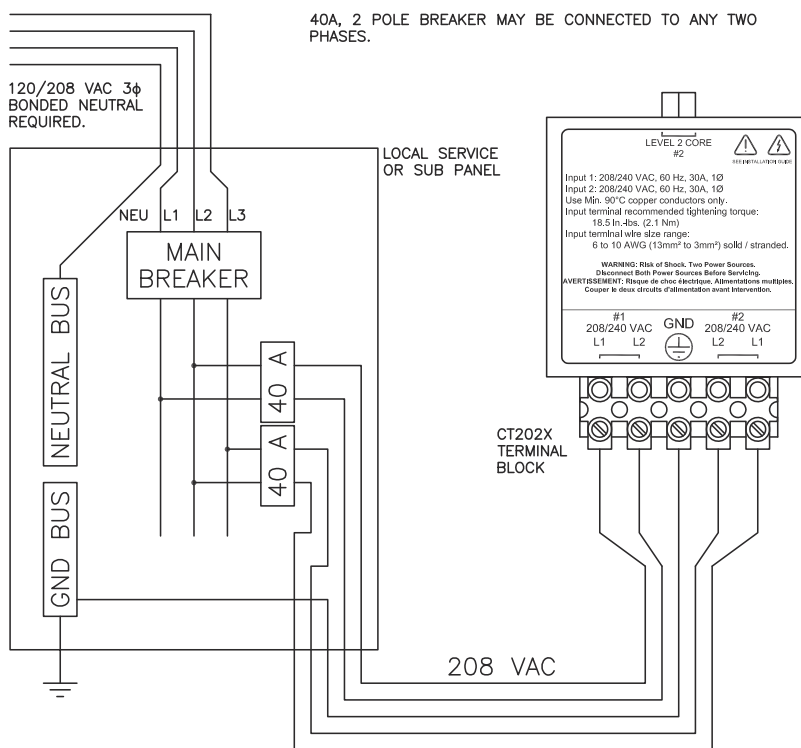 40A, 2 POLE BREAKER MAY BE CONNECTED TO ANY TWO
PHASES.
120/208 VAC 3ϕ
BONDED NEUTRAL
REQUIRED.
LOCAL SERVICE
OR SUB PANEL
NEU L1 L2 L3
MAIN
BREAKER
NEUTRAL BUS
GND BUS
40 A
40 A
LEVEL 2 CORE
#2
SEE INSTALLATION GUIDE
Input 1: 208/240 VAC, 60 Hz, 30A, 1Ø
Input 2: 208/240 VAC, 60 Hz, 30A, 1Ø
Use Min. 90°C copper conductors only.
Input terminal recommended tightening torque:
18.5 In.-lbs. (2.1 Nm)
Input terminal wire size range:
6 to 10 AWG (13mm² to 3mm²) solid / stranded.
WARNING: Risk of Shock. Two Power Sources.
Disconnect Both Power Sources Before Servicing.
AVERTISSEMENT: Risque de choc électrique. Alimentations multiples.
Couper le deux circuits d'alimentation avant intervention.
#1 GND #2
208/240 VAC 208/240 VAC
L1 L2 L2 L1
CT202X
TERMINAL
BLOCK
208 VAC